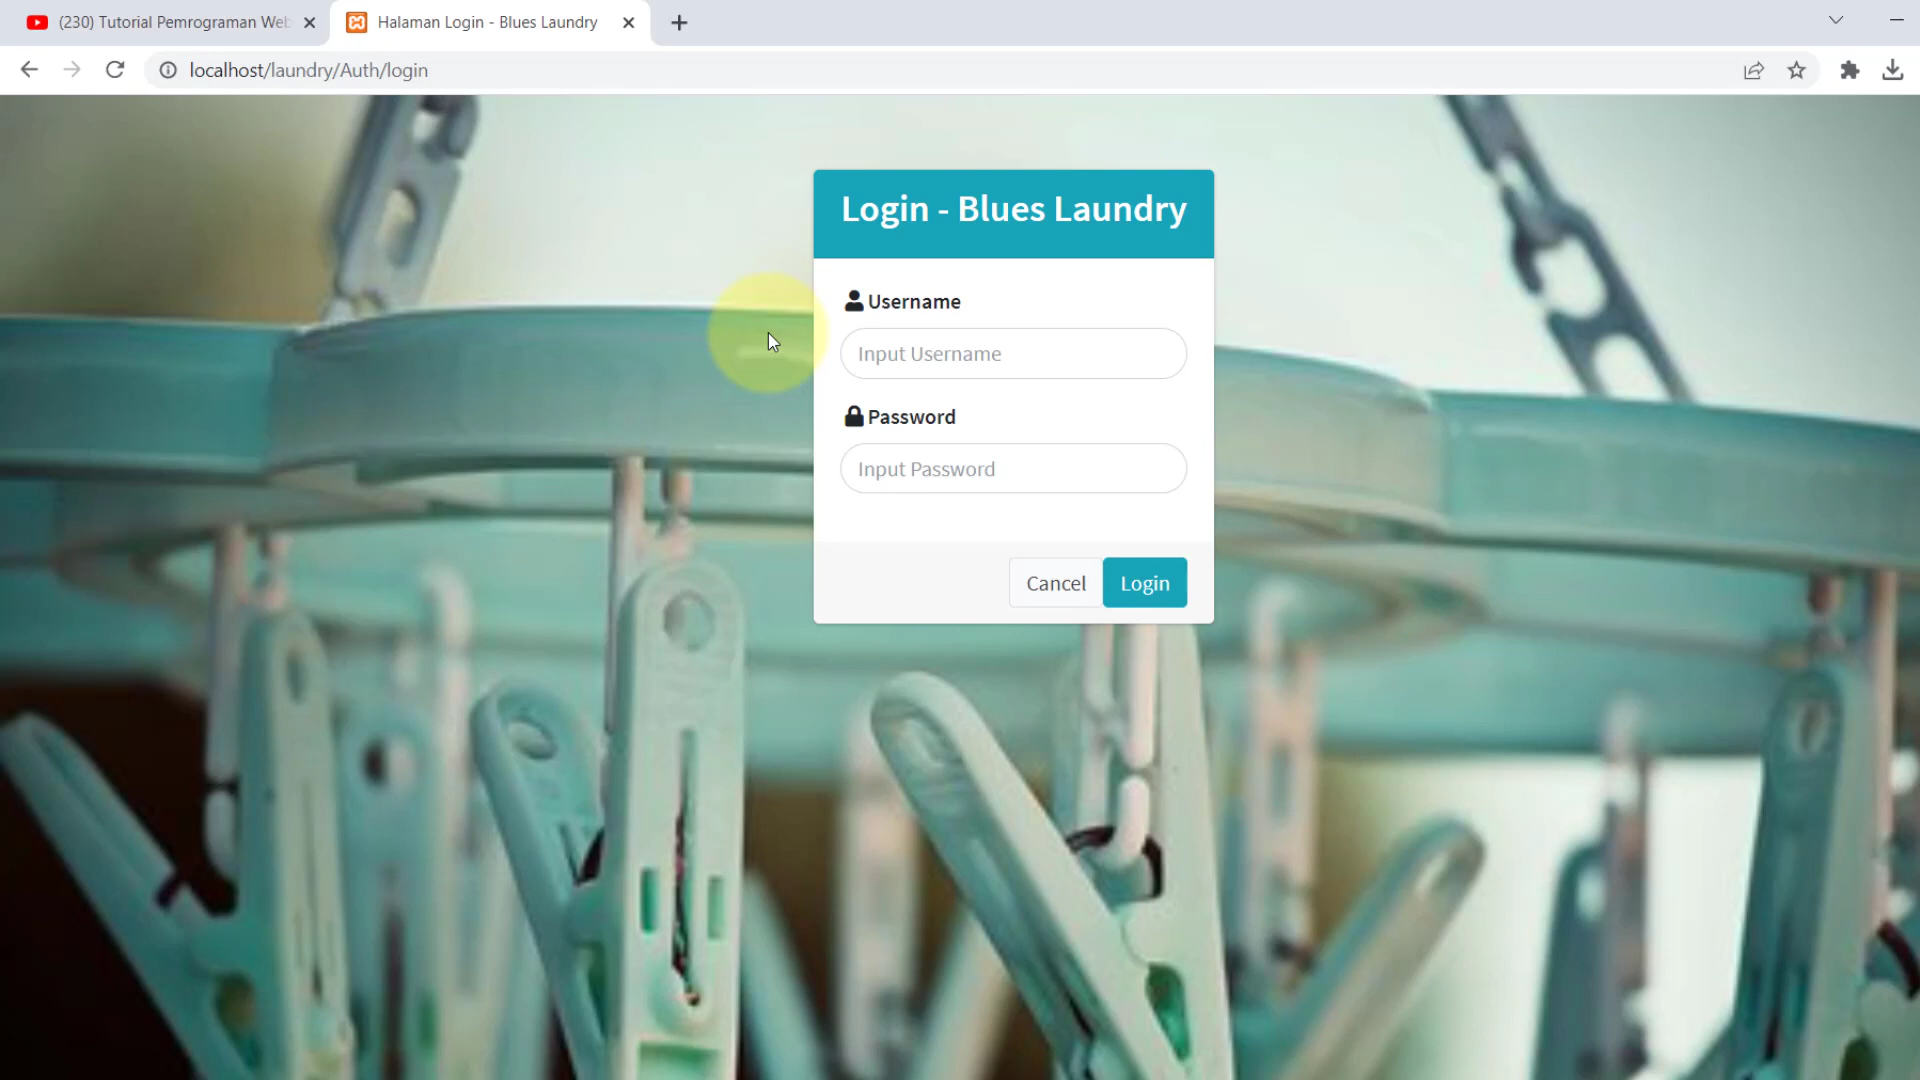 (230) Tutorial Pemrograman Web
Halaman Login - Blues Laundry
localhost/laundry/Auth/login
Login - Blues Laundry
Username
Input Username
Password
Input Password
Cancel
Login